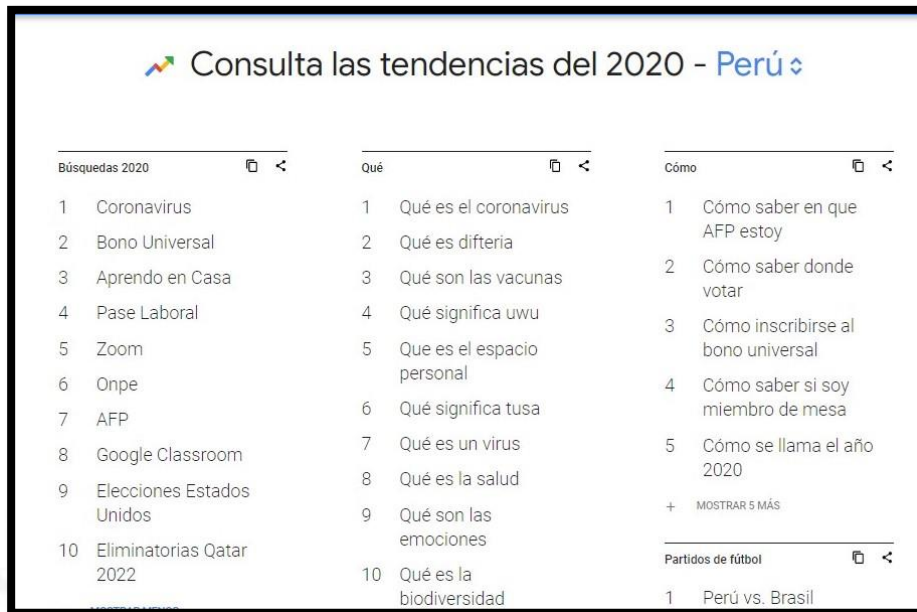 Consulta las tendencias del 2020 - Perú
Búsquedas 2020
1 Coronavirus
2 Bono Universal
3 Aprendo en Casa
4 Pase Laboral
5 Zoom
6 Onpe
7 AFP
8 Google Classroom
9 Elecciones Estados
Unidos
10 Eliminatorias Qatar
2022
Qué
1 Qué es el coronavirus
2 Qué es difteria
3 Qué son las vacunas
4 Qué significa uwu
5 Que es el espacio
personal
6 Qué significa tusa
7 Qué es un virus
8 Qué es la salud
9 Qué son las
emociones
10 Qué es la
biodiversidad
Cómo
1 Cómo saber en que
AFP estoy
2 Cómo saber donde
votar
3 Cómo inscribirse al
bono universal
4 Cómo saber si soy
miembro de mesa
5 Cómo se llama el año
2020
+ MOSTRAR 5 MÁS
Partidos de fútbol
1 Perú vs. Brasil